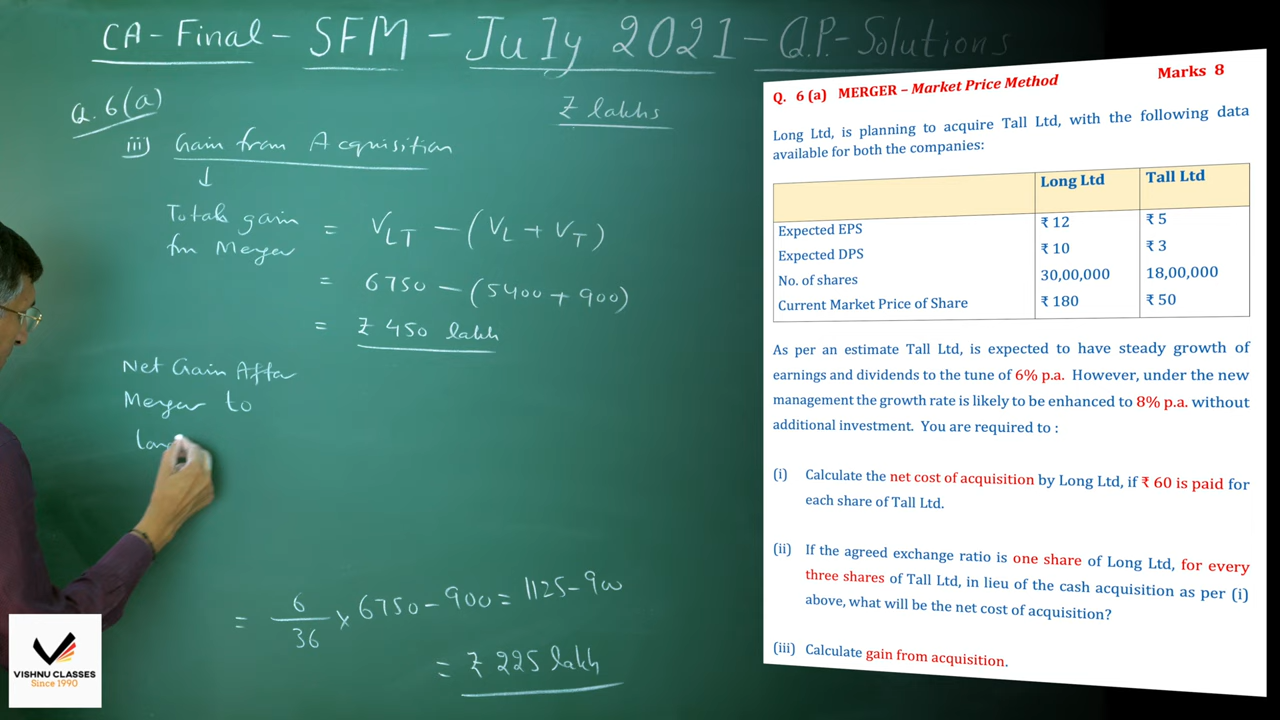 CA-Final-SFM-July 2021-Q.P.-Solutions
Q.6(a)
₹ lakhs
iii) Gain from Acquisition
↓
Total gain = VLT - (VL + VT)
for Merger
= 6750 - (5400 + 900)
= ₹ 450 lakh
Net Gain After
Merger to
Lon
= 6/36 × 6750 - 900 = 1125-900
= ₹ 225 lakh
VISHNU CLASSES
Since 1990
Q. 6 (a) MERGER – Market Price Method Marks 8
Long Ltd, is planning to acquire Tall Ltd, with the following data
available for both the companies:
Long Ltd Tall Ltd
Expected EPS ₹ 12 ₹ 5
Expected DPS ₹ 10 ₹ 3
No. of shares 30,00,000 18,00,000
Current Market Price of Share ₹ 180 ₹ 50
As per an estimate Tall Ltd, is expected to have steady growth of
earnings and dividends to the tune of 6% p.a. However, under the new
management the growth rate is likely to be enhanced to 8% p.a. without
additional investment. You are required to :
(i) Calculate the net cost of acquisition by Long Ltd, if ₹ 60 is paid for
each share of Tall Ltd.
(ii) If the agreed exchange ratio is one share of Long Ltd, for every
three shares of Tall Ltd, in lieu of the cash acquisition as per (i)
above, what will be the net cost of acquisition?
(iii) Calculate gain from acquisition.